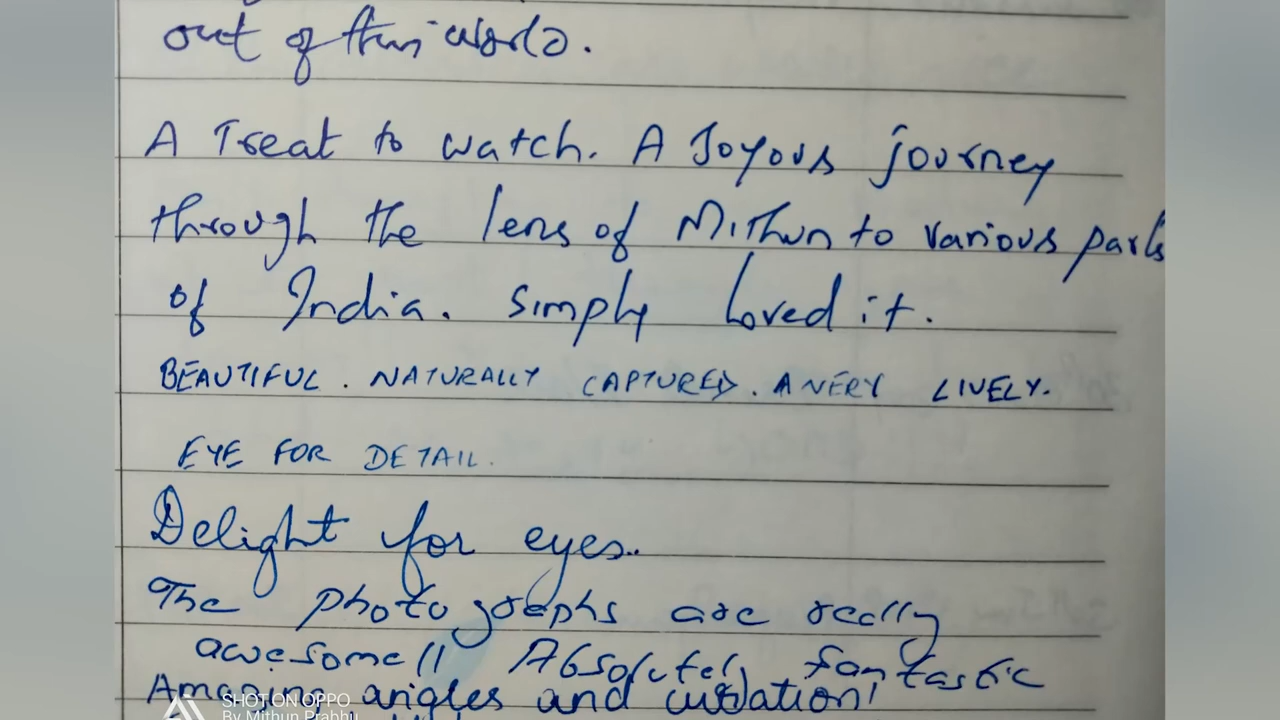 out of this world.
A Treat to watch. A Joyous journey
through the lens of Mithun to various parts
of India. Simply loved it.
BEAUTIFUL. NATURALLY CAPTURED. A VERY LIVELY.
EYE FOR DETAIL.
Delight for eyes..
The photographs are really
awesome!! Absolutely fantastic
Amazing angles and curation!
SHOT ON OPPO
By Mithun Prabhu